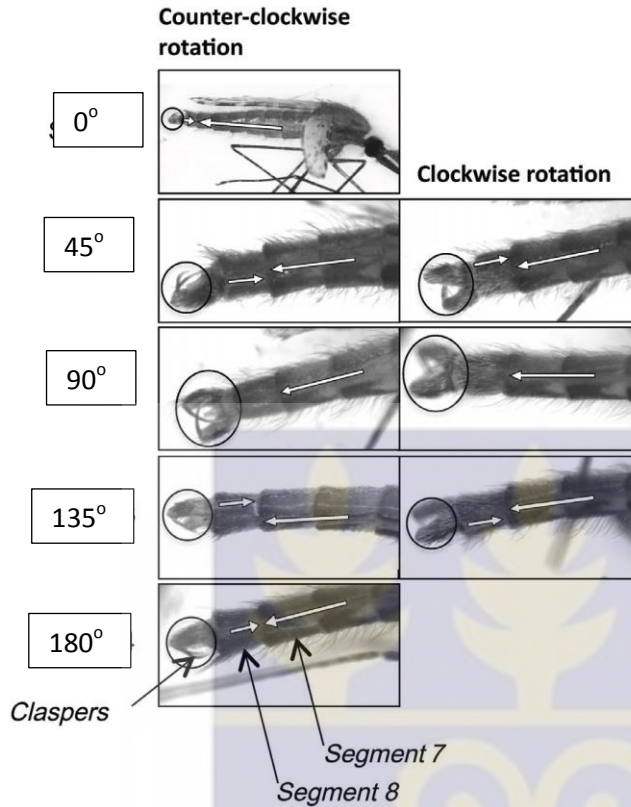 Counter-clockwise
rotation
0°
Clockwise rotation
45°
90°
135°
180°
Claspers
Segment 7
Segment 8